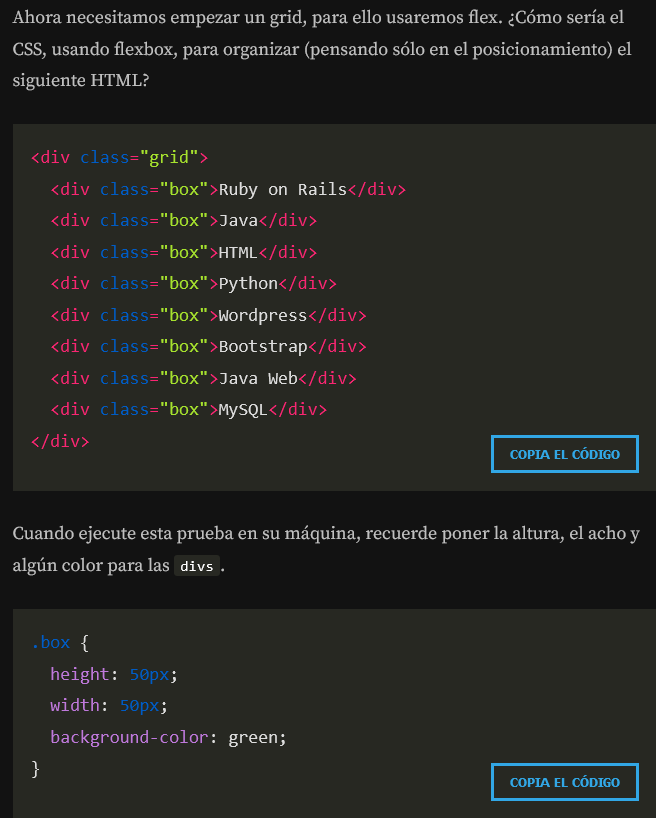 Ahora necesitamos empezar un grid, para ello usaremos flex. ¿Cómo sería el
CSS, usando flexbox, para organizar (pensando sólo en el posicionamiento) el
siguiente HTML?
<div class="grid">
  <div class="box">Ruby on Rails</div>
  <div class="box">Java</div>
  <div class="box">HTML</div>
  <div class="box">Python</div>
  <div class="box">Wordpress</div>
  <div class="box">Bootstrap</div>
  <div class="box">Java Web</div>
  <div class="box">MySQL</div>
</div>
COPIA EL CÓDIGO
Cuando ejecute esta prueba en su máquina, recuerde poner la altura, el acho y
algún color para las divs.
.box {
  height: 50px;
  width: 50px;
  background-color: green;
}
COPIA EL CÓDIGO